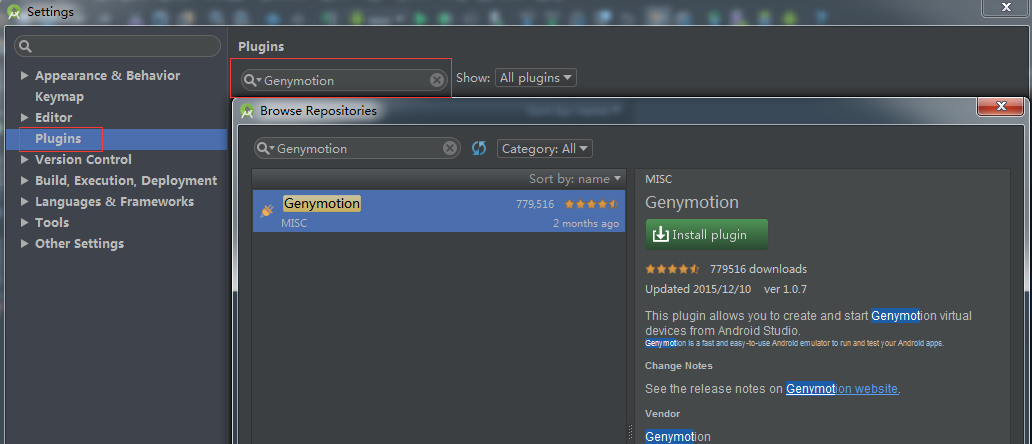 Settings
Plugins
Genymotion
Show: All plugins
Appearance & Behavior
Keymap
Editor
Plugins
Version Control
Build, Execution, Deployment
Languages & Frameworks
Tools
Other Settings
Browse Repositories
Genymotion
Category: All
Sort by: name
Genymotion 779,516
MISC 2 months ago
MISC
Genymotion
Install plugin
779516 downloads
Updated 2015/12/10 ver 1.0.7
This plugin allows you to create and start Genymotion virtual
devices from Android Studio.
Genymotion is a fast and easy-to-use Android emulator to run and test your Android apps.
Change Notes
See the release notes on Genymotion website.
Vendor
Genymotion